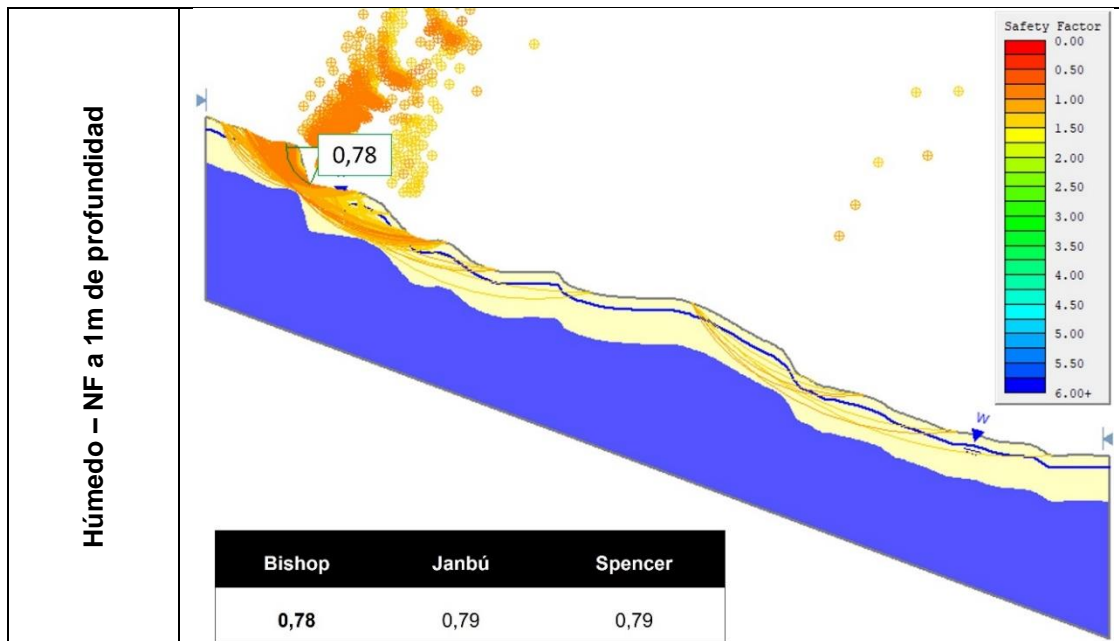 Húmedo – NF a 1m de profundidad
0,78
Safety Factor
0.00
0.50
1.00
1.50
2.00
2.50
3.00
3.50
4.00
4.50
5.00
5.50
6.00+
W
Bishop Janbú Spencer
0,78 0,79 0,79